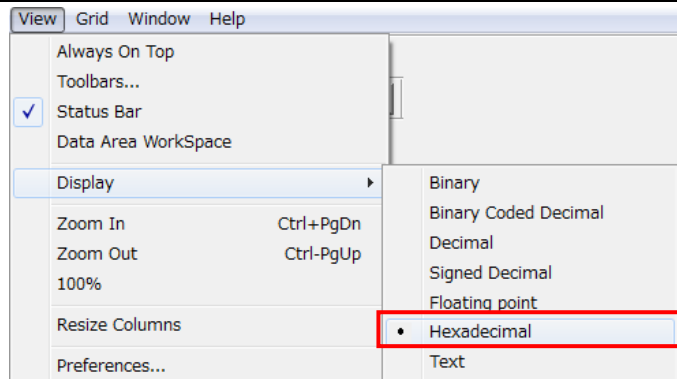 View Grid Window Help
Always On Top
Toolbars...
Status Bar
Data Area WorkSpace
Display
Zoom In Ctrl+PgDn
Zoom Out Ctrl-PgUp
100%
Resize Columns
Preferences...
Binary
Binary Coded Decimal
Decimal
Signed Decimal
Floating point
Hexadecimal
Text